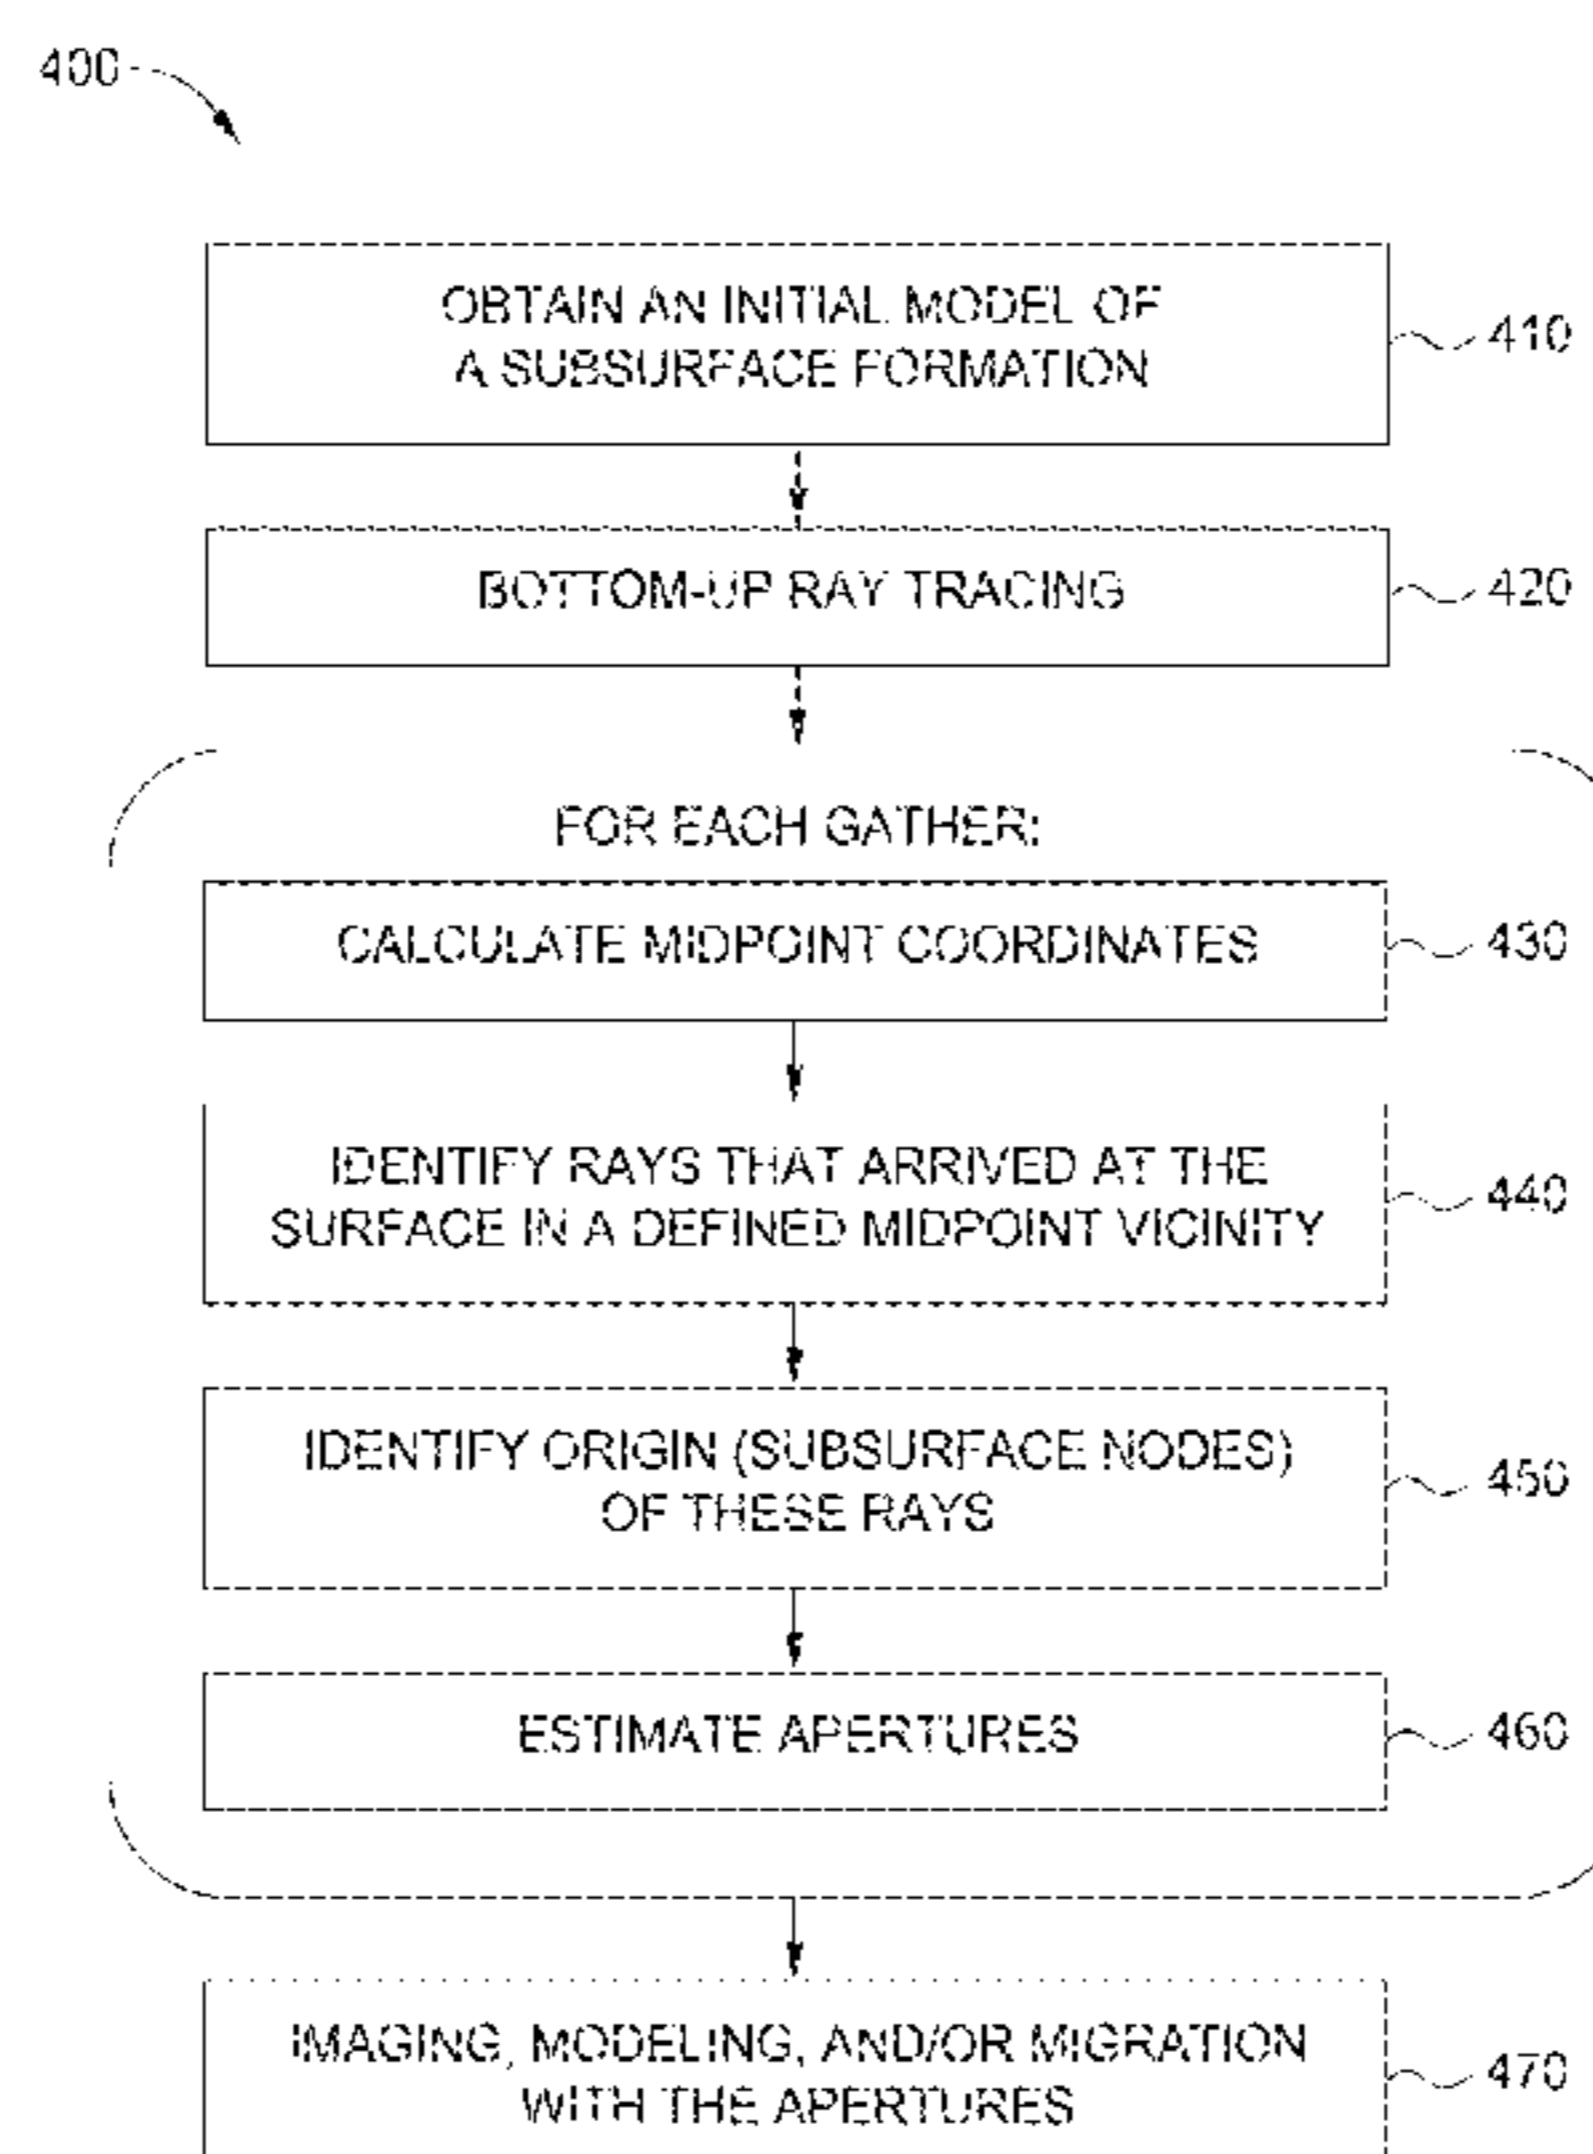 400
OBTAIN AN INITIAL MODEL OF
A SUBSURFACE FORMATION
410
BOTTOM-UP RAY TRACING
420
FOR EACH GATHER:
CALCULATE MIDPOINT COORDINATES
430
IDENTIFY RAYS THAT ARRIVED AT THE
SURFACE IN A DEFINED MIDPOINT VICINITY
440
IDENTIFY ORIGIN (SUBSURFACE NODES)
OF THESE RAYS
450
ESTIMATE APERTURES
460
IMAGING, MODELING, AND/OR MIGRATION
WITH THE APERTURES
470